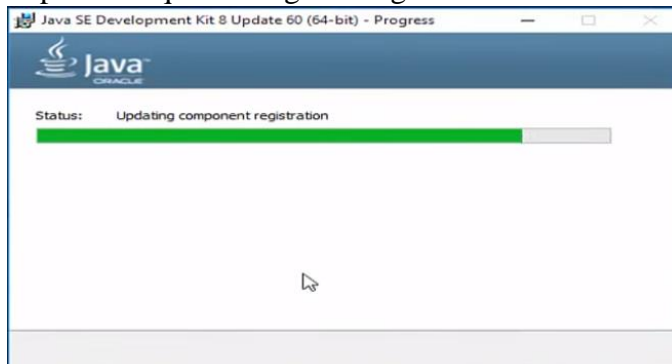 Java SE Development Kit 8 Update 60 (64-bit) - Progress
Java
ORACLE
Status: Updating component registration